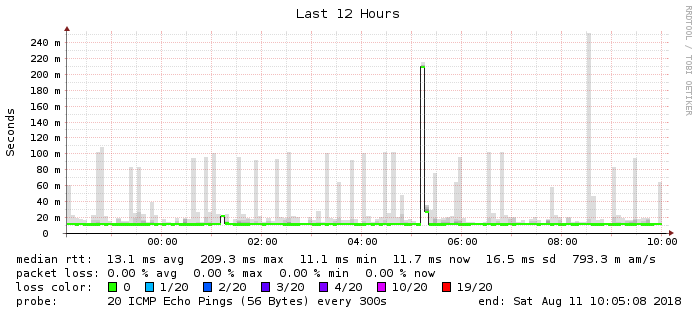 Last 12 Hours
RRDTOOL / TOBI OETIKER
Seconds
240 m
220 m
200 m
180 m
160 m
140 m
120 m
100 m
80 m
60 m
40 m
20 m
0
00:00 02:00 04:00 06:00 08:00 10:00
median rtt: 13.1 ms avg 209.3 ms max 11.1 ms min 11.7 ms now 16.5 ms sd 793.3 m am/s
packet loss: 0.00 % avg 0.00 % max 0.00 % min 0.00 % now
loss color: 0 1/20 2/20 3/20 4/20 10/20 19/20
probe: 20 ICMP Echo Pings (56 Bytes) every 300s end: Sat Aug 11 10:05:08 2018